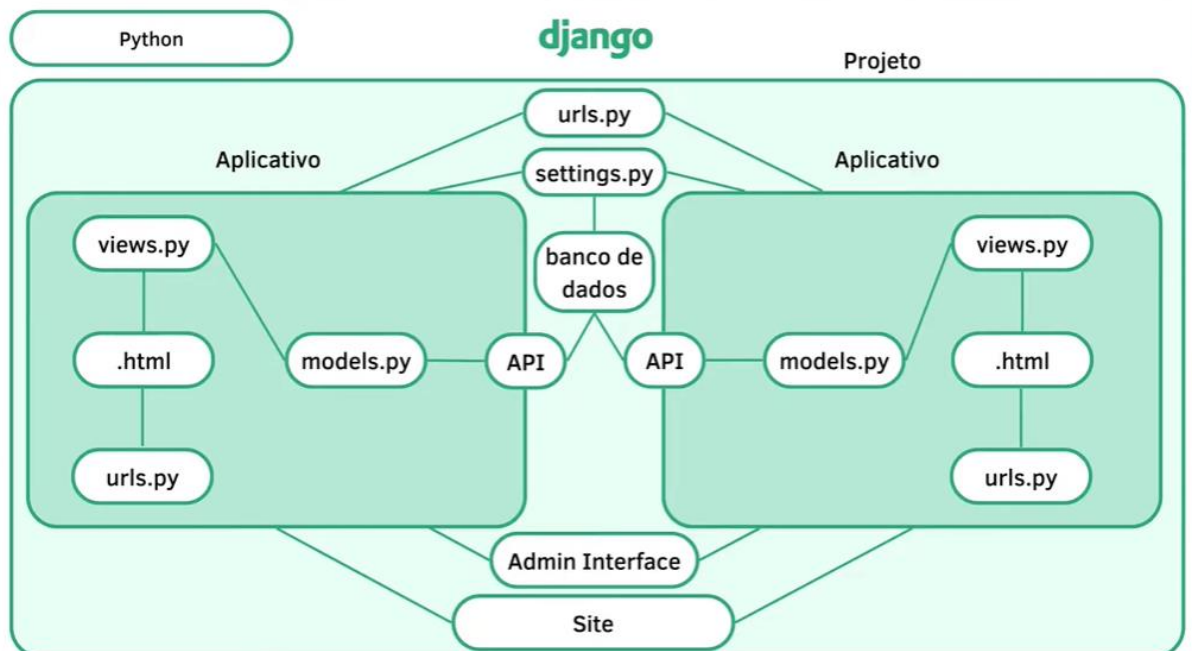 Python
django
Projeto
urls.py
Aplicativo
Aplicativo
settings.py
views.py
banco de
dados
views.py
.html
models.py
API
API
models.py
.html
urls.py
urls.py
Admin Interface
Site